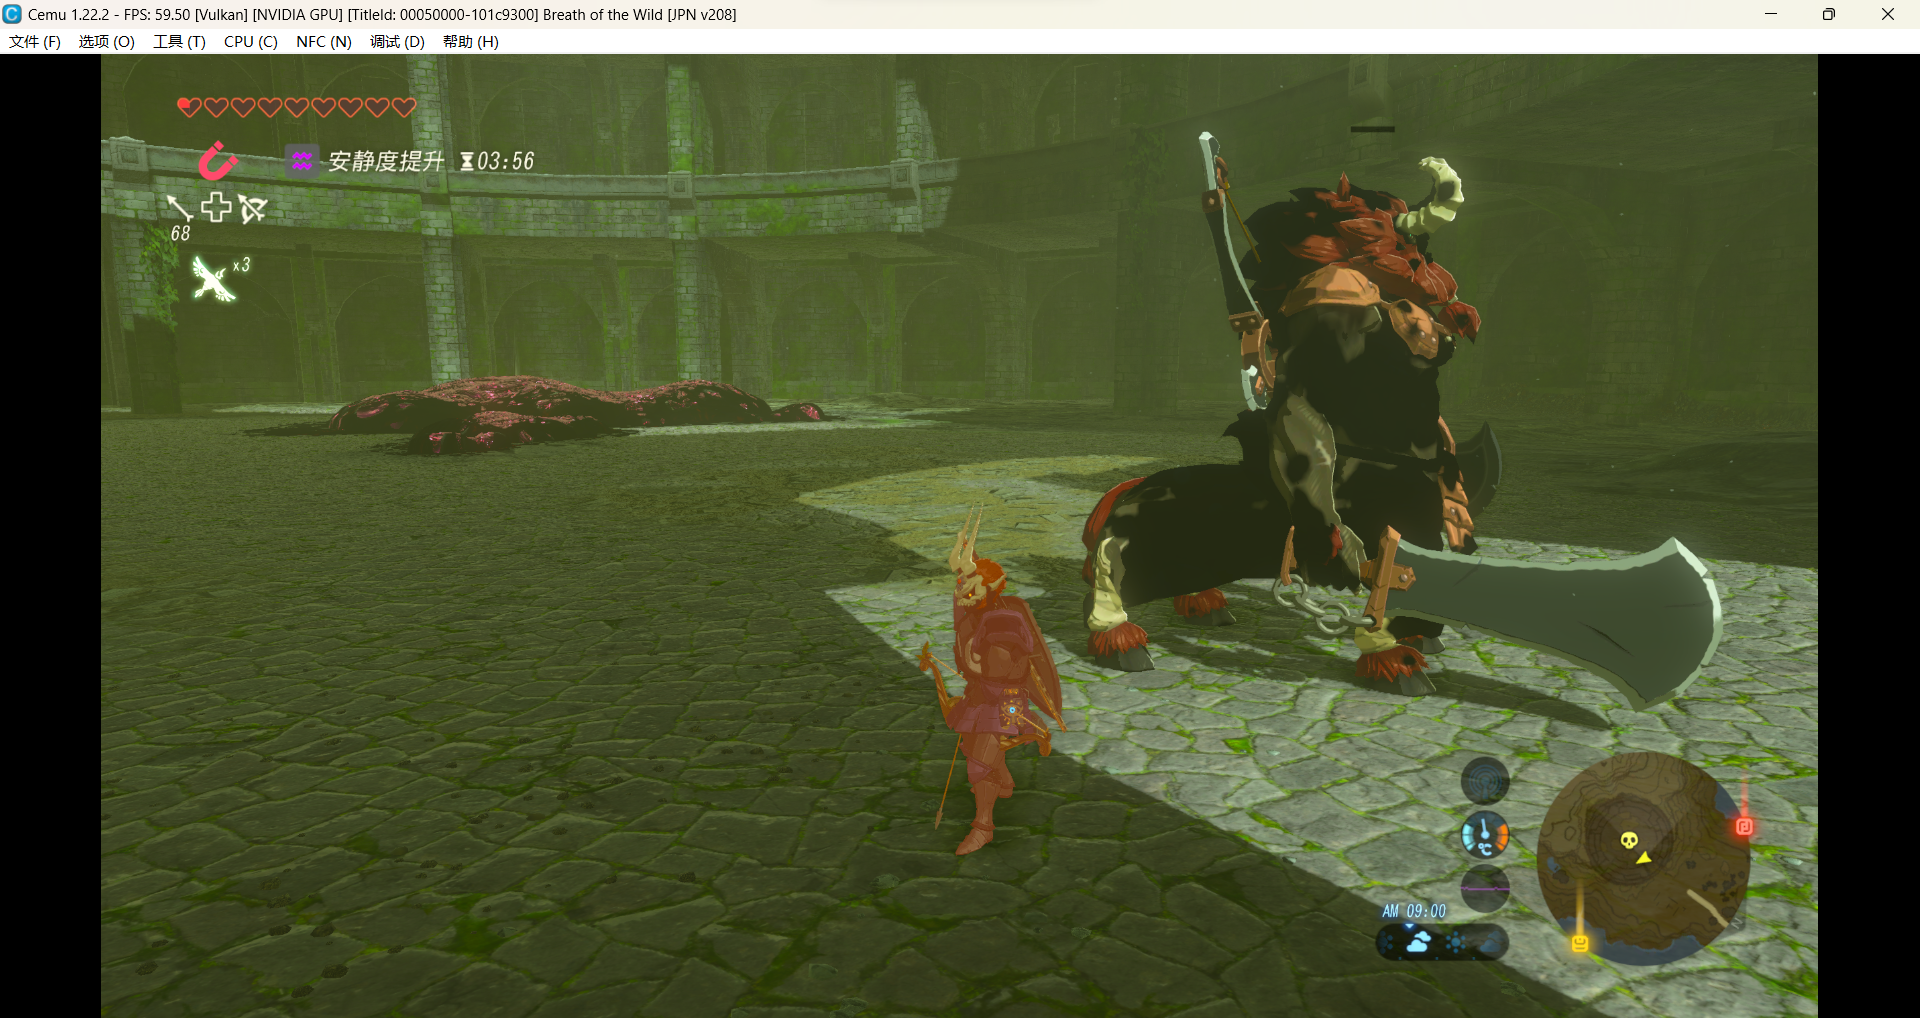 Cemu 1.22.2 - FPS: 59.50 [Vulkan] [NVIDIA GPU] [TitleId: 00050000-101c9300] Breath of the Wild [JPN v208]
文件 (F) 选项 (O) 工具 (T) CPU (C) NFC (N) 调试 (D) 帮助 (H)
安静度提升 03:56
68
x3
°C
AM 09:00